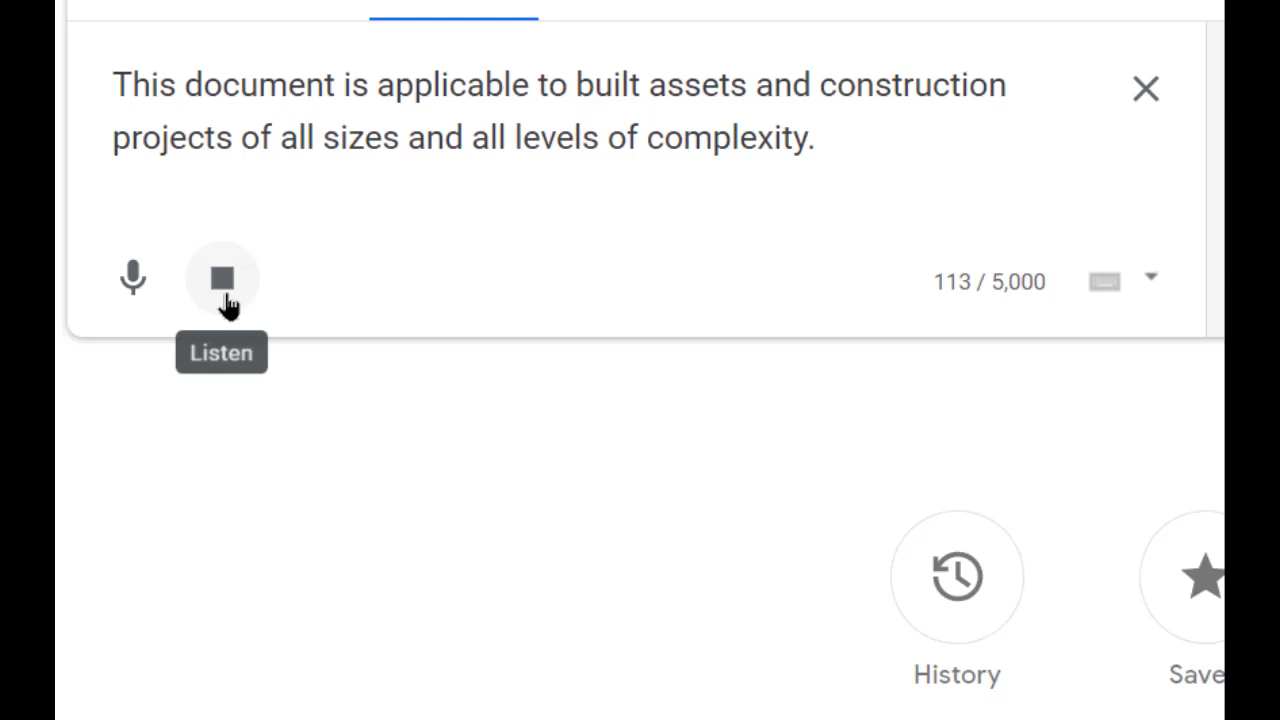 This document is applicable to built assets and construction
projects of all sizes and all levels of complexity.
113 / 5,000
Listen
History
Save